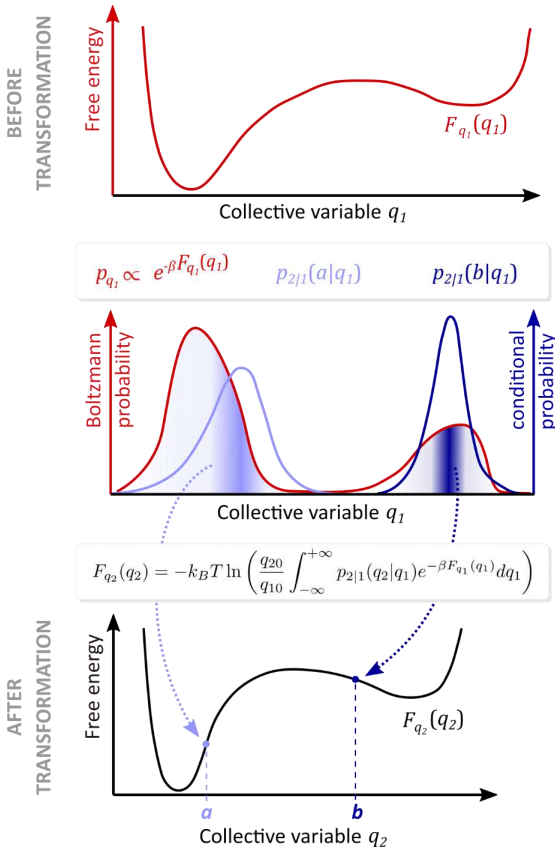 BEFORE
TRANSFORMATION
Free energy
F_{q_1}(q_1)
Collective variable q_1
p_{q_1} ∝ e^{-βF_{q_1}(q_1)}
p_{2|1}(a|q_1)
p_{2|1}(b|q_1)
Boltzmann
probability
conditional
probability
Collective variable q_1
F_{q_2}(q_2) = -k_B T ln ( \frac{q_{20}}{q_{10}} ∫_{-∞}^{+∞} p_{2|1}(q_2|q_1) e^{-βF_{q_1}(q_1)} dq_1 )
AFTER
TRANSFORMATION
Free energy
F_{q_2}(q_2)
a
b
Collective variable q_2